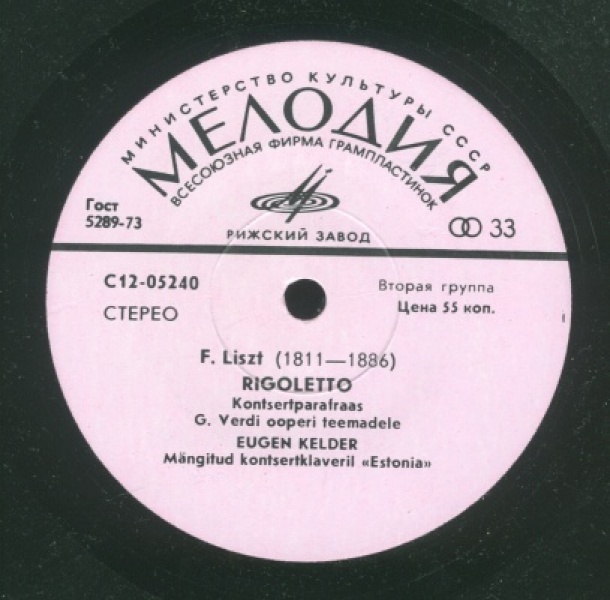 МИНИСТЕРСТВО КУЛЬТУРЫ СССР
МЕЛОДИЯ
ВСЕСОЮЗНАЯ ФИРМА ГРАМПЛАСТИНОК
Гост
5289-73
33
РИЖСКИЙ ЗАВОД
С12-05240
СТЕРЕО
Вторая группа
Цена 55 коп.
F. Liszt (1811—1886)
RIGOLETTO
Kontsertparafraas
G. Verdi ooperi teemadele
EUGEN KELDER
Mängitud kontsertklaveril «Estonia»